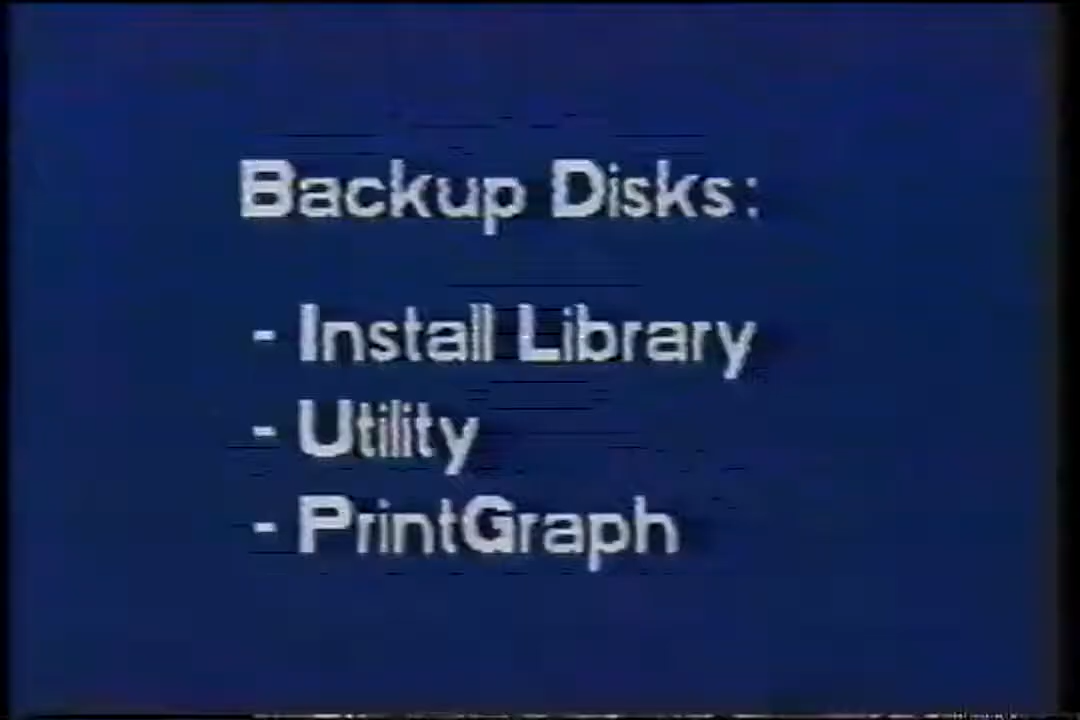 Backup Disks:
- Install Library
- Utility
- PrintGraph